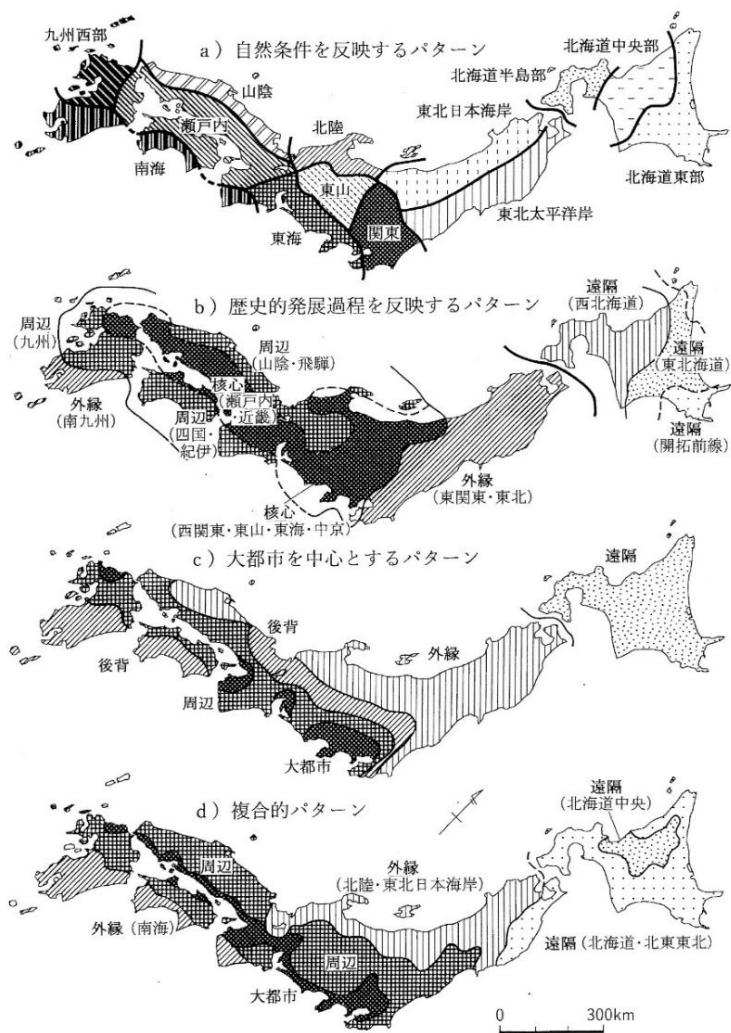 a）自然条件を反映するパターン
九州西部
山陰
瀬戸内
南海
北陸
東山
東海
関東
東北日本海岸
東北太平洋岸
北海道半島部
北海道中央部
北海道東部
b）歴史的発展過程を反映するパターン
周辺
（九州）
外縁
（南九州）
周辺
（山陰・飛騨）
核心
（瀬戸内
・近畿）
周辺
（四国・
紀伊）
核心
（西関東・東山・東海・中京）
外縁
（東関東・東北）
遠隔
（西北海道）
遠隔
（東北海道）
遠隔
（開拓前線）
c）大都市を中心とするパターン
後背
後背
周辺
大都市
外縁
遠隔
d）複合的パターン
周辺
外縁（南海）
大都市
周辺
外縁
（北陸・東北日本海岸）
遠隔
（北海道中央）
遠隔（北海道・北東東北）
0 300km